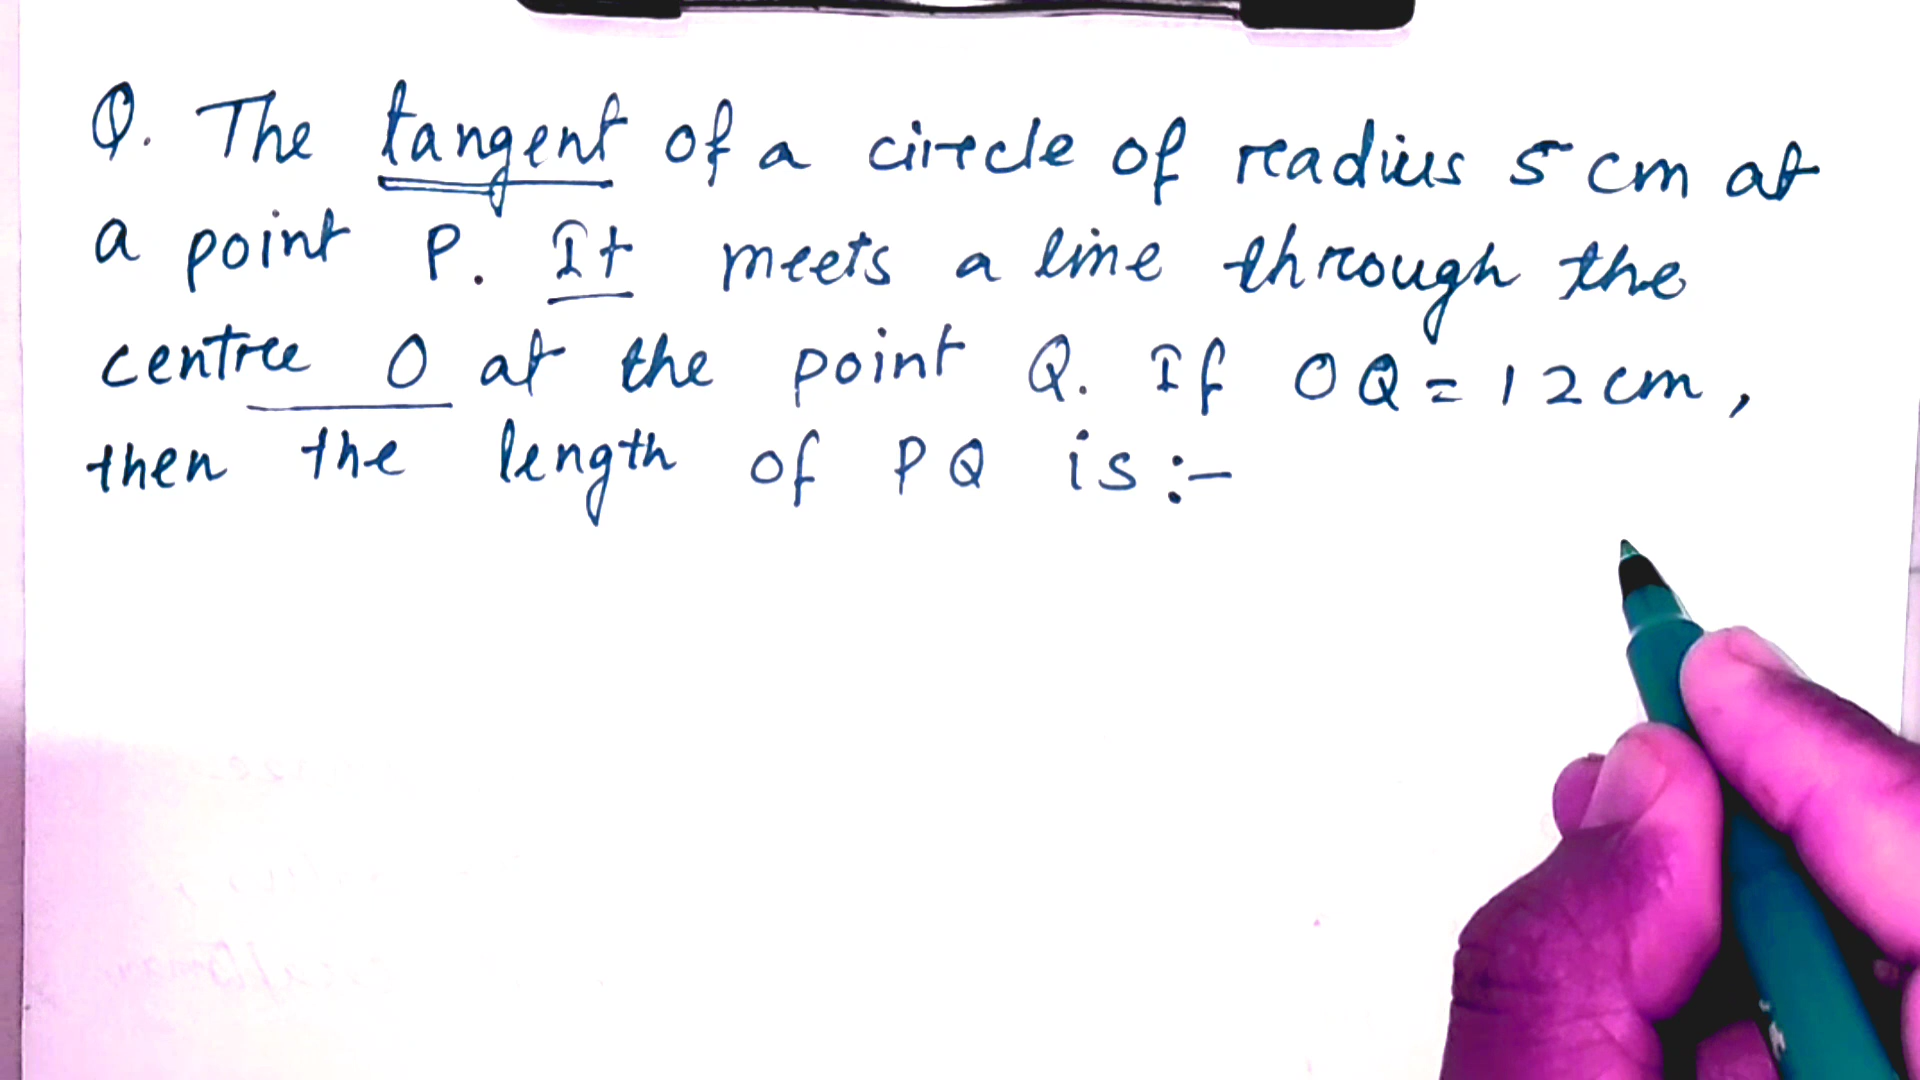 Q. The tangent of a circle of radius 5 cm at
a point P. It meets a line through the
centre O at the point Q. If OQ = 12 cm,
then the length of PQ is :-